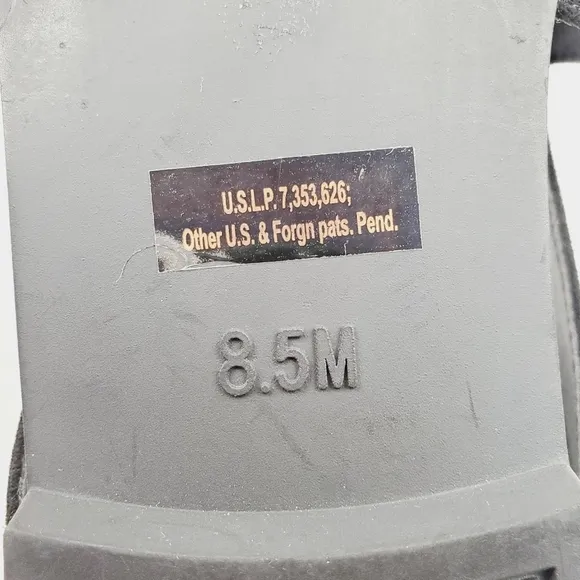 U.S.L.P. 7,353,626;
Other U.S. & Forgn pats. Pend.
8.5M